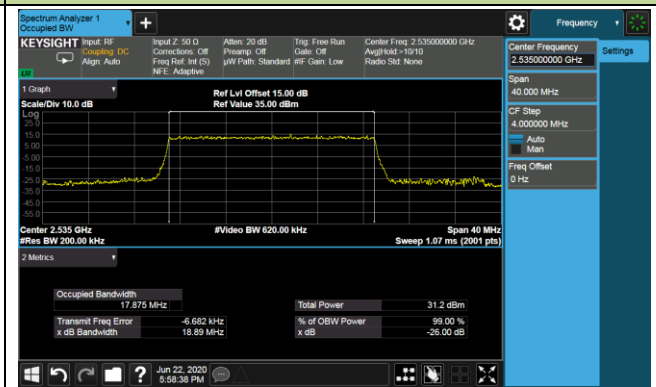 Spectrum Analyzer 1
Occupied BW
Frequency
KEYSIGHT
Input: RF
Coupling: DC
Align: Auto
Input Z: 50 Ω
Corrections: Off
Freq Ref: Int (S)
NFE: Adaptive
Atten: 20 dB
Preamp: Off
µW Path: Standard
Trig: Free Run
Gate: Off
#IF Gain: Low
Center Freq: 2.535000000 GHz
Avg|Hold:>10/10
Radio Std: None
Center Frequency
2.535000000 GHz
Settings
Span
40.000 MHz
CF Step
4.000000 MHz
Auto
Man
Freq Offset
0 Hz
1 Graph
Scale/Div 10.0 dB
Ref Lvl Offset 15.00 dB
Ref Value 35.00 dBm
Log
25.0
15.0
5.00
-5.00
-15.0
-25.0
-35.0
-45.0
-55.0
Center 2.535 GHz
#Video BW 620.00 kHz
Span 40 MHz
#Res BW 200.00 kHz
Sweep 1.07 ms (2001 pts)
2 Metrics
Occupied Bandwidth
17.875 MHz
Total Power 31.2 dBm
Transmit Freq Error -6.682 kHz
% of OBW Power 99.00 %
x dB Bandwidth 18.89 MHz
x dB -26.00 dB
Jun 22, 2020
5:58:38 PM